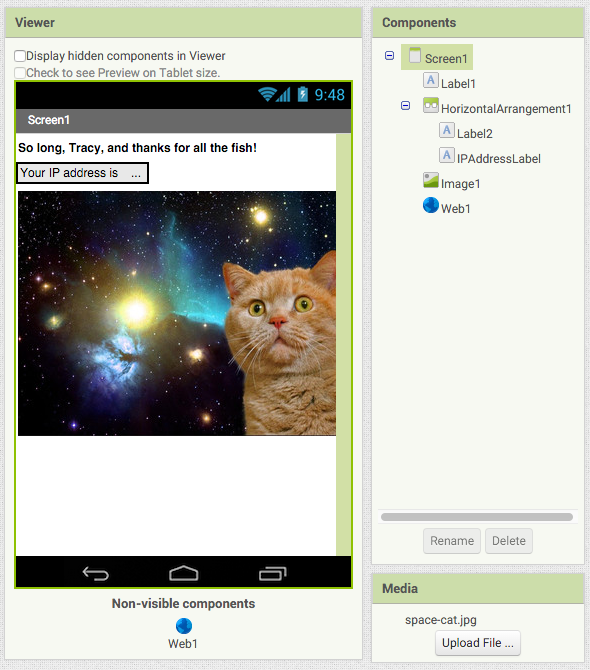 Viewer
Display hidden components in Viewer
Check to see Preview on Tablet size.
9:48
Screen1
So long, Tracy, and thanks for all the fish!
Your IP address is ...
Non-visible components
Web1
Components
Screen1
A Label1
HorizontalArrangement1
A Label2
A IPAddressLabel
Image1
Web1
Rename Delete
Media
space-cat.jpg
Upload File ...